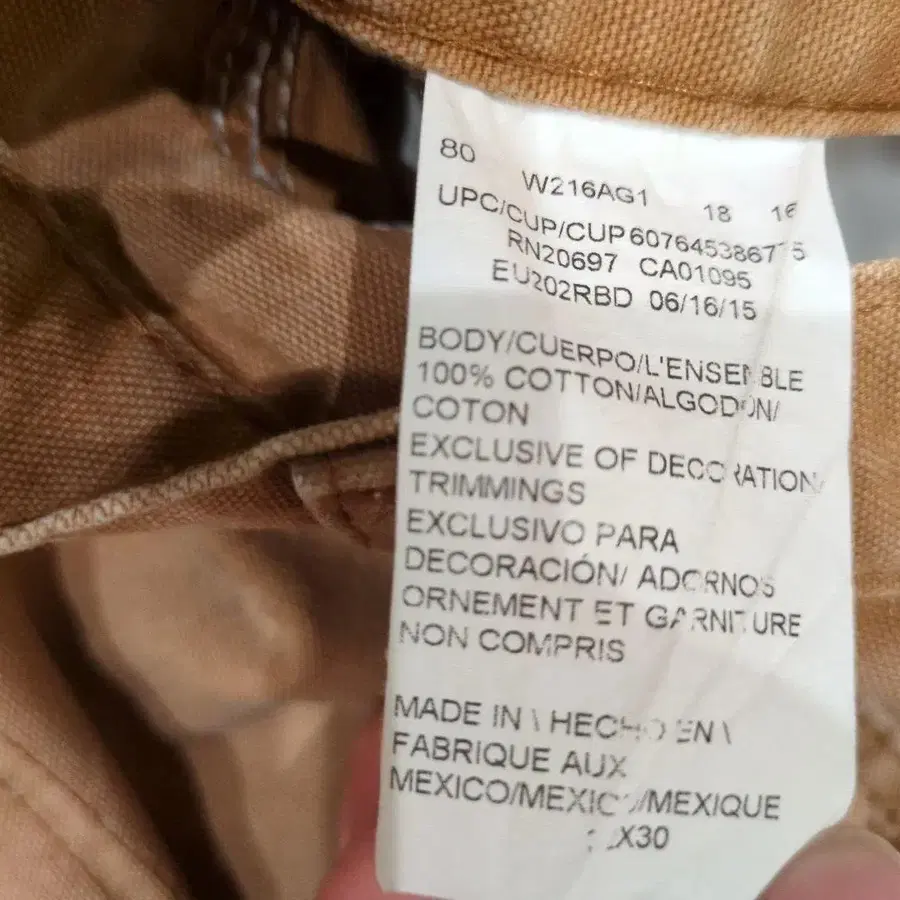 80
W216AG1 18
UPC/CUP/CUP
RN20697 CA01095
EU202RBD 06/16/15
BODY/CUERPO/L'ENSEMBLE
100% COTTON/ALGODÓN/
COTON
EXCLUSIVE OF DECORATION/
TRIMMINGS
EXCLUSIVO PARA
DECORACIÓN/ ADORNOS
ORNEMENT ET GARNITURE
NON COMPRIS
MADE IN \ HECHO EN \
FABRIQUE AUX
MEXICO/MEXICO/MEXIQUE